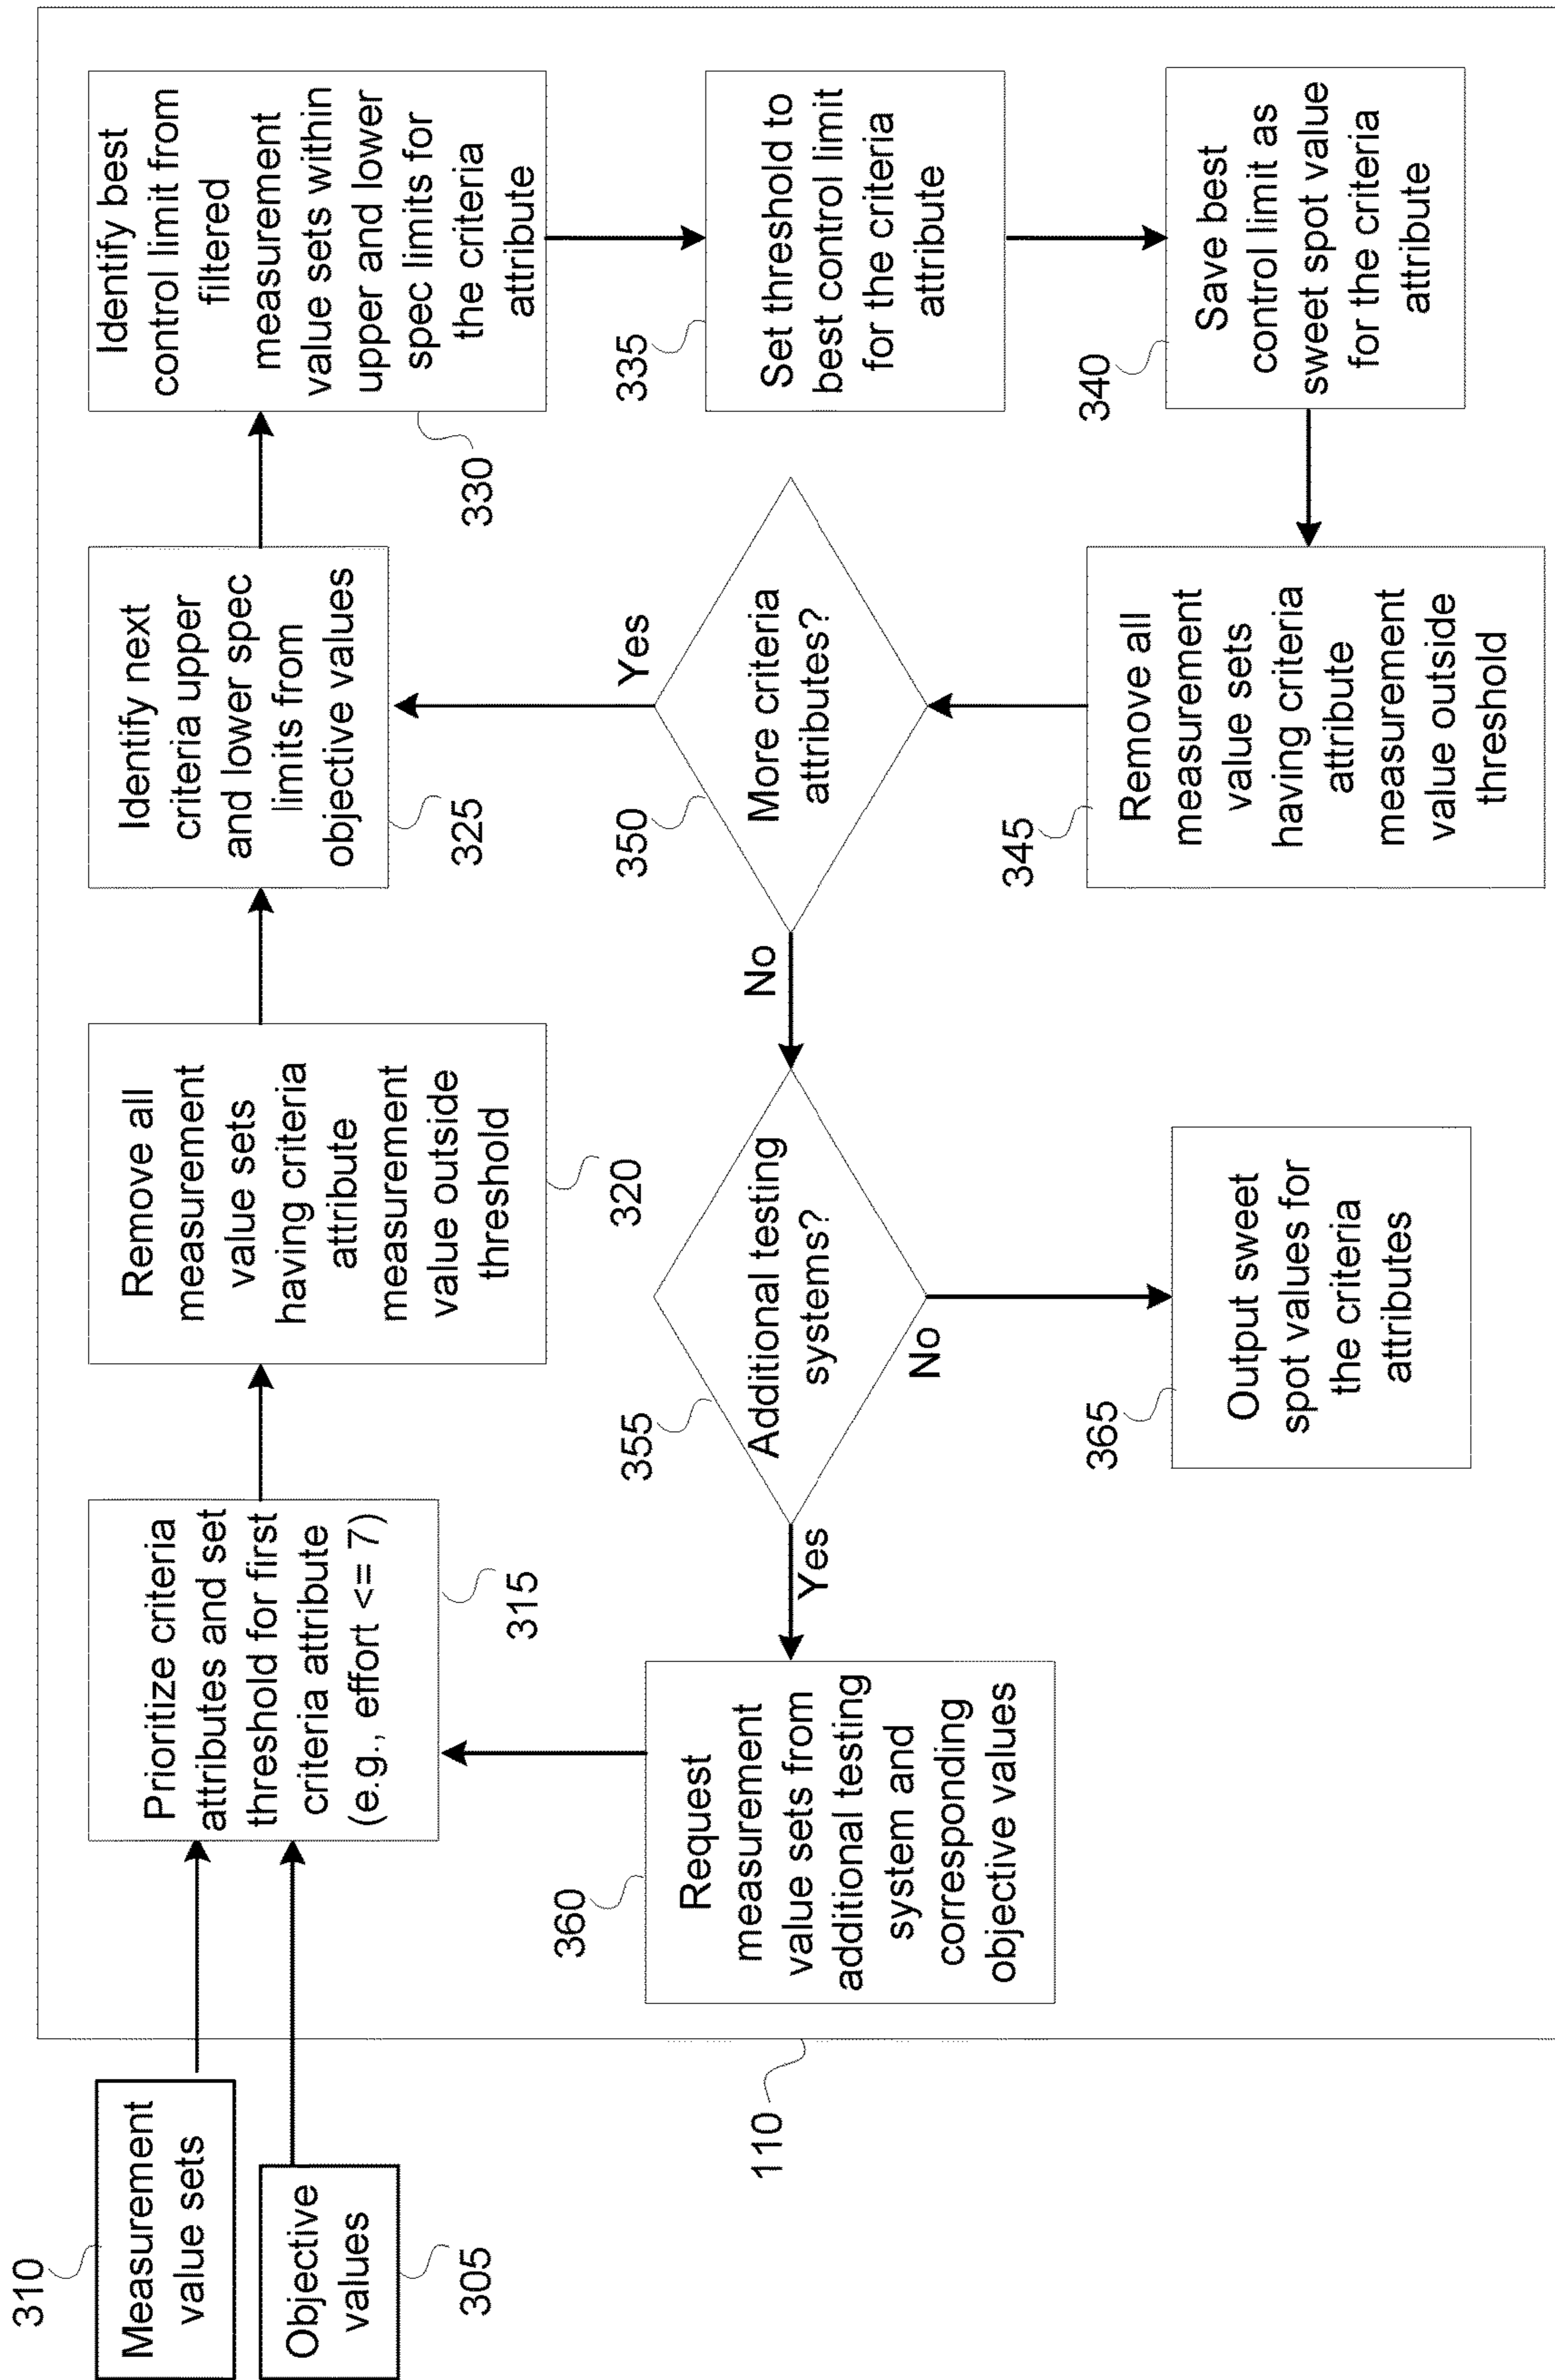 310
Measurement
value sets
Objective
values
305
110
Prioritize criteria
attributes and set
threshold for first
criteria attribute
(e.g., effort <= 7)
315
Remove all
measurement
value sets
having criteria
attribute
measurement
value outside
threshold
320
Identify next
criteria upper
and lower spec
limits from
objective values
325
Identify best
control limit from
filtered
measurement
value sets within
upper and lower
spec limits for
the criteria
attribute
330
335
Set threshold to
best control limit
for the criteria
attribute
340
Save best
control limit as
sweet spot value
for the criteria
attribute
345
Remove all
measurement
value sets
having criteria
attribute
measurement
value outside
threshold
350
More criteria
attributes?
Yes
No
355
Additional testing
systems?
Yes
No
360
Request
measurement
value sets from
additional testing
system and
corresponding
objective values
365
Output sweet
spot values for
the criteria
attributes